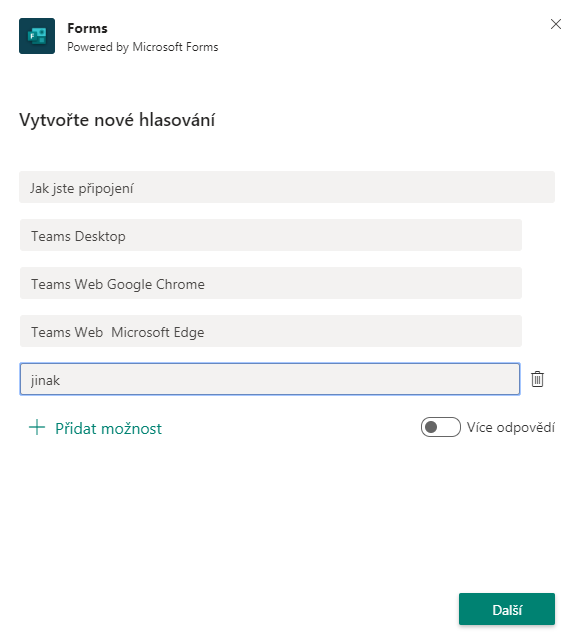 Forms
Powered by Microsoft Forms
Vytvořte nové hlasování
Jak jste připojení
Teams Desktop
Teams Web Google Chrome
Teams Web  Microsoft Edge
jinak
Přidat možnost
Více odpovědí
Další